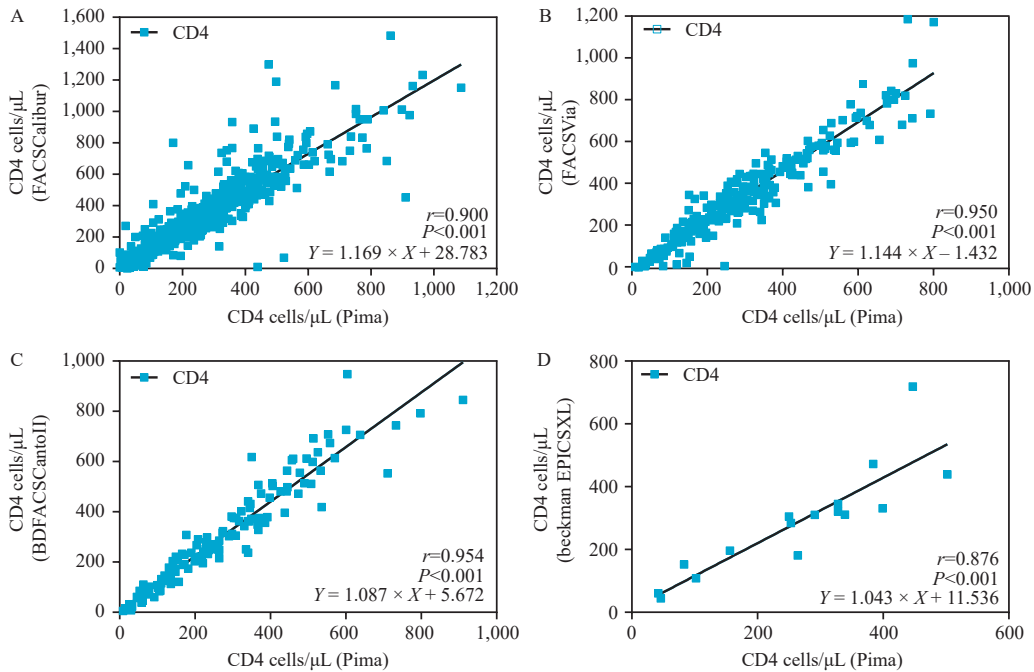 A
CD4
1,600
1,400
1,200
1,000
800
600
400
200
0
CD4 cells/μL
(FACSCalibur)
r=0.900
P<0.001
Y = 1.169 × X + 28.783
0 200 400 600 800 1,000 1,200
CD4 cells/μL (Pima)
B
CD4
1,200
1,000
800
600
400
200
0
CD4 cells/μL
(FACSVia)
r=0.950
P<0.001
Y = 1.144 × X – 1.432
0 200 400 600 800 1,000
CD4 cells/μL (Pima)
C
CD4
1,000
800
600
400
200
0
CD4 cells/μL
(BDFACSCantoII)
r=0.954
P<0.001
Y = 1.087 × X + 5.672
0 200 400 600 800 1,000
CD4 cells/μL (Pima)
D
CD4
800
600
400
200
0
CD4 cells/μL
(beckman EPICSXL)
r=0.876
P<0.001
Y = 1.043 × X + 11.536
0 200 400 600
CD4 cells/μL (Pima)